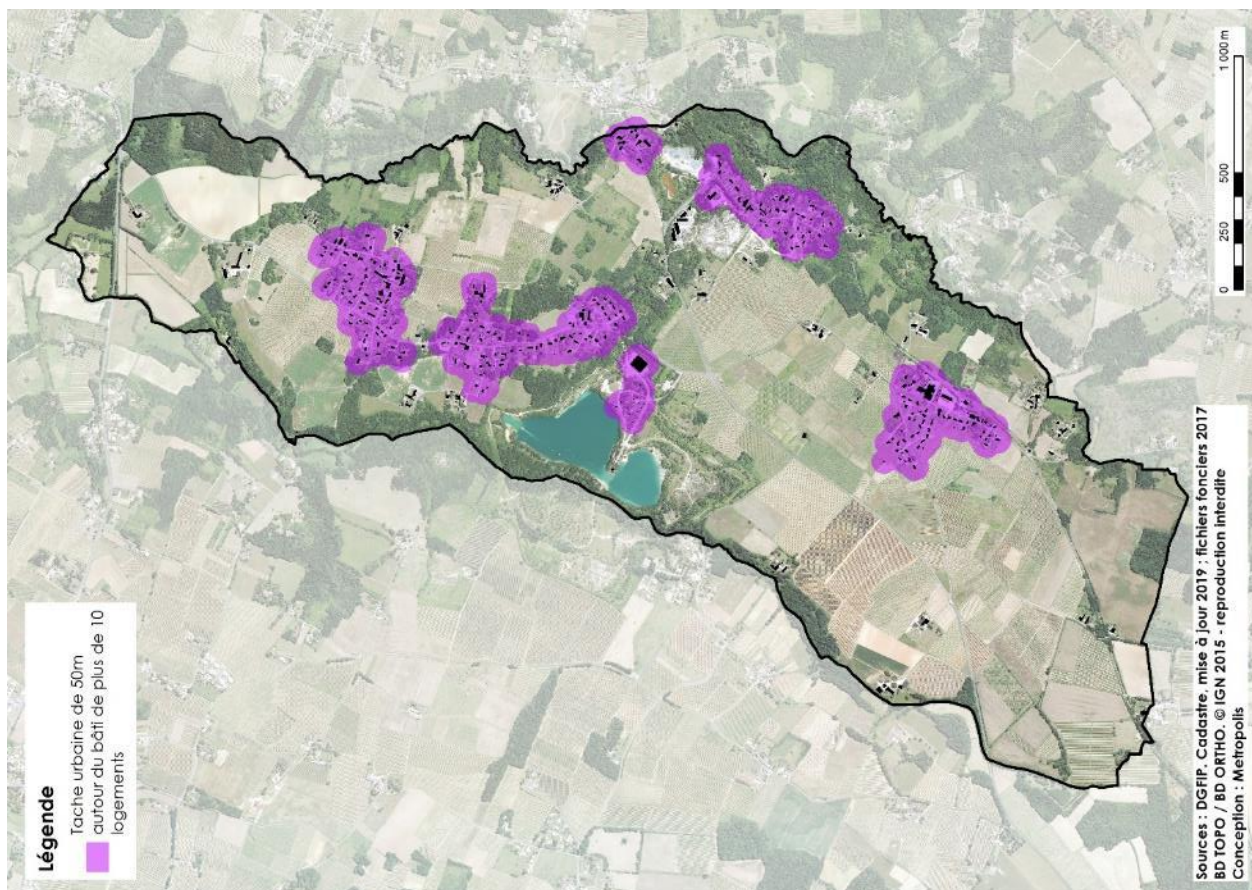 Légende
Tache urbaine de 50m
autour du bâti de plus de 10
logements
0
250
500
1 000 m
Sources : DGFIP, Cadastre, mise à jour 2019 ; fichiers fonciers 2017
BD TOPO / BD ORTHO. © IGN 2015 - reproduction interdite
Conception : Metropolis